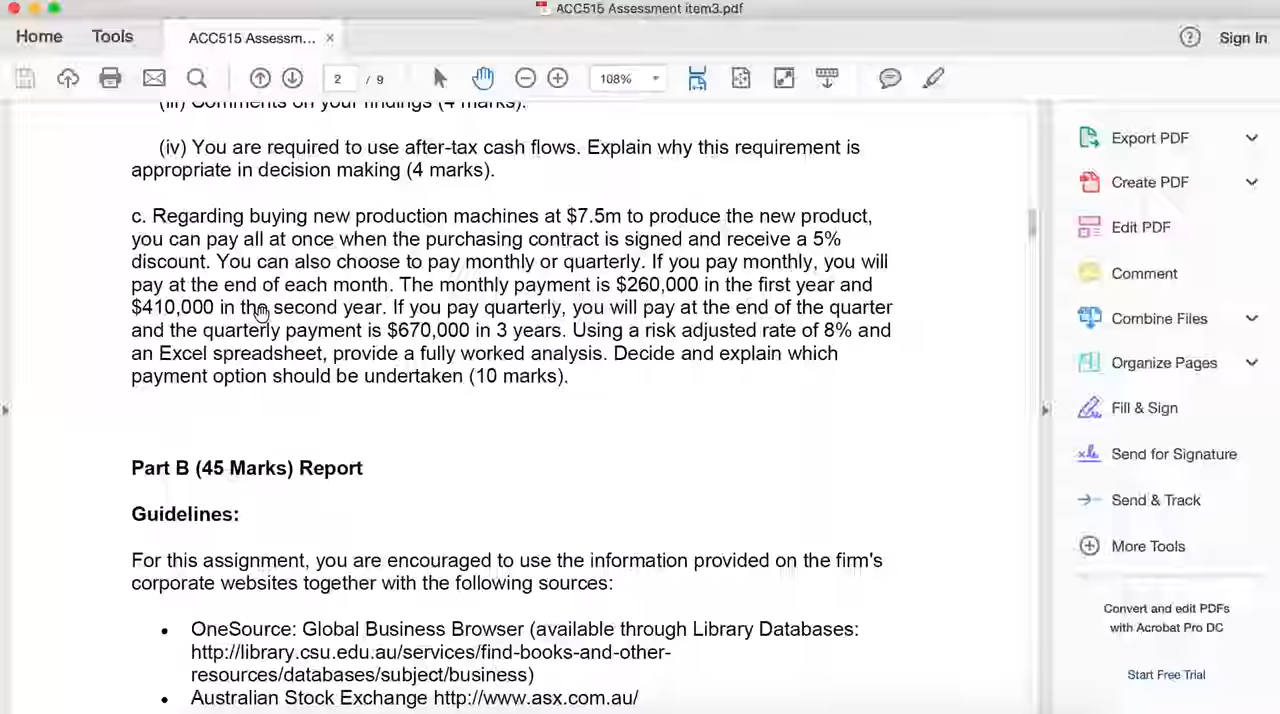 ACC515 Assessment item3.pdf
Home Tools ACC515 Assessm... × Sign In
2 / 9 108%
(iii) Comments on your findings (4 marks).
(iv) You are required to use after-tax cash flows. Explain why this requirement is
appropriate in decision making (4 marks).
c. Regarding buying new production machines at $7.5m to produce the new product,
you can pay all at once when the purchasing contract is signed and receive a 5%
discount. You can also choose to pay monthly or quarterly. If you pay monthly, you will
pay at the end of each month. The monthly payment is $260,000 in the first year and
$410,000 in the second year. If you pay quarterly, you will pay at the end of the quarter
and the quarterly payment is $670,000 in 3 years. Using a risk adjusted rate of 8% and
an Excel spreadsheet, provide a fully worked analysis. Decide and explain which
payment option should be undertaken (10 marks).
Part B (45 Marks) Report
Guidelines:
For this assignment, you are encouraged to use the information provided on the firm's
corporate websites together with the following sources:
• OneSource: Global Business Browser (available through Library Databases:
http://library.csu.edu.au/services/find-books-and-other-
resources/databases/subject/business)
• Australian Stock Exchange http://www.asx.com.au/
Export PDF
Create PDF
Edit PDF
Comment
Combine Files
Organize Pages
Fill & Sign
Send for Signature
Send & Track
More Tools
Convert and edit PDFs
with Acrobat Pro DC
Start Free Trial